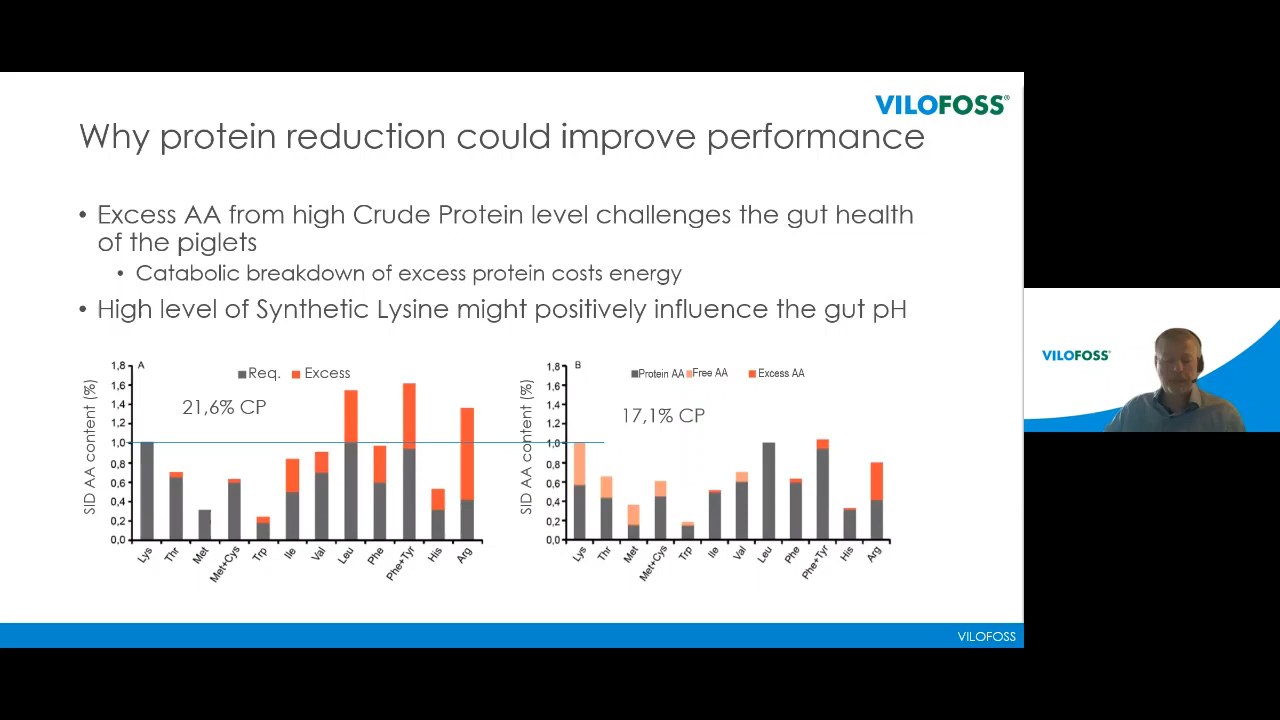 VILOFOSS®
Why protein reduction could improve performance
• Excess AA from high Crude Protein level challenges the gut health
of the piglets
• Catabolic breakdown of excess protein costs energy
• High level of Synthetic Lysine might positively influence the gut pH
SID AA content (%)
1,8
1,6
1,4
1,2
1,0
0,8
0,6
0,4
0,2
0,0
A
Req. Excess
21,6% CP
Lys Thr Met Met+Cys Trp Ile Val Leu Phe Phe+Tyr His Arg
SID AA content (%)
1,8
1,6
1,4
1,2
1,0
0,8
0,6
0,4
0,2
0,0
B
Protein AA Free AA Excess AA
17,1% CP
Lys Thr Met Met+Cys Trp Ile Val Leu Phe Phe+Tyr His Arg
VILOFOSS
VILOFOSS®